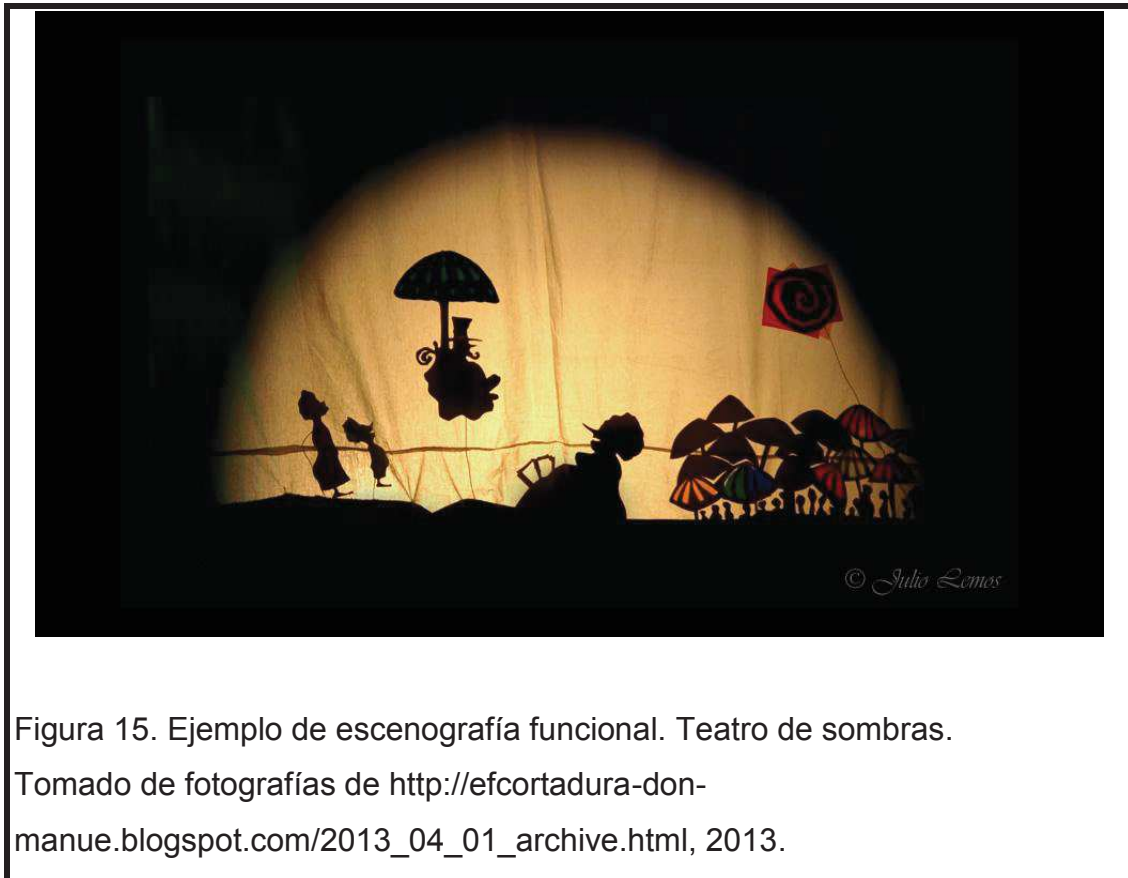 © Julio Lemos
Figura 15. Ejemplo de escenografía funcional. Teatro de sombras.
Tomado de fotografías de http://efcortadura-don-
manue.blogspot.com/2013_04_01_archive.html, 2013.